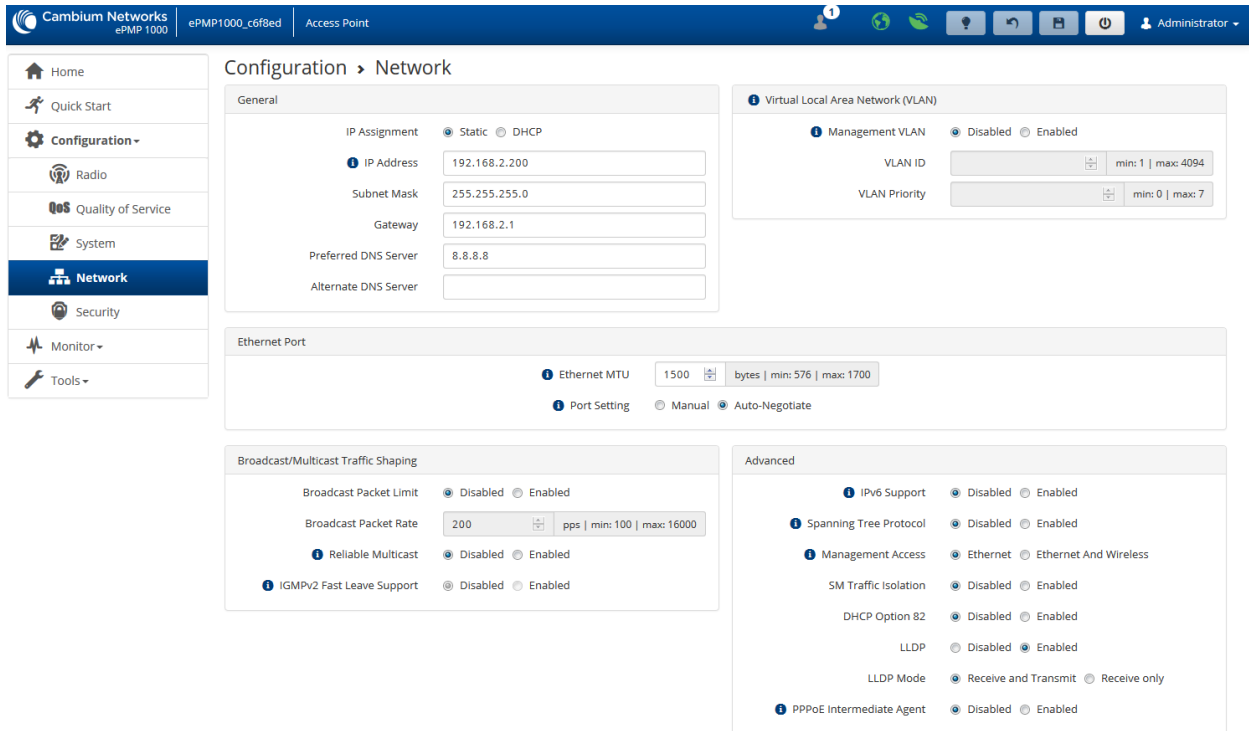 Cambium Networks
ePMP 1000
ePMP1000_c6f8ed
Access Point
1
Administrator
Home
Quick Start
Configuration
Radio
QoS Quality of Service
System
Network
Security
Monitor
Tools
Configuration › Network
General
IP Assignment Static DHCP
IP Address 192.168.2.200
Subnet Mask 255.255.255.0
Gateway 192.168.2.1
Preferred DNS Server 8.8.8.8
Alternate DNS Server
Virtual Local Area Network (VLAN)
Management VLAN Disabled Enabled
VLAN ID min: 1 | max: 4094
VLAN Priority min: 0 | max: 7
Ethernet Port
Ethernet MTU 1500 bytes | min: 576 | max: 1700
Port Setting Manual Auto-Negotiate
Broadcast/Multicast Traffic Shaping
Broadcast Packet Limit Disabled Enabled
Broadcast Packet Rate 200 pps | min: 100 | max: 16000
Reliable Multicast Disabled Enabled
IGMPv2 Fast Leave Support Disabled Enabled
Advanced
IPv6 Support Disabled Enabled
Spanning Tree Protocol Disabled Enabled
Management Access Ethernet Ethernet And Wireless
SM Traffic Isolation Disabled Enabled
DHCP Option 82 Disabled Enabled
LLDP Disabled Enabled
LLDP Mode Receive and Transmit Receive only
PPPoE Intermediate Agent Disabled Enabled